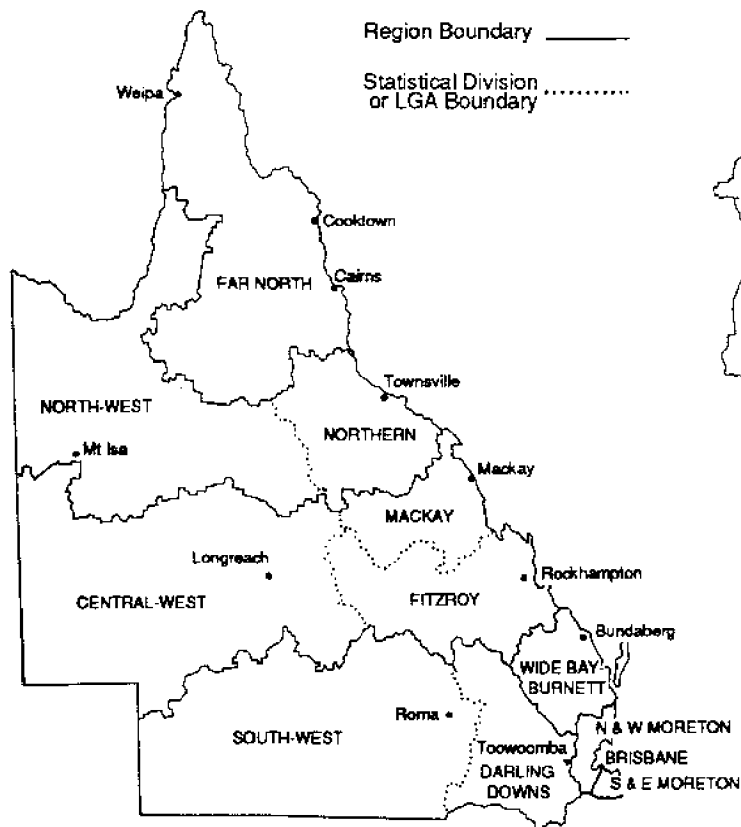 Region Boundary
Statistical Division
or LGA Boundary
Weipa
Cooktown
FAR NORTH
Cairns
Townsville
NORTH-WEST
NORTHERN
Mt Isa
Mackay
MACKAY
Longreach
Rockhampton
CENTRAL-WEST
FITZROY
Bundaberg
WIDE BAY-
BURNETT
Roma
N & W MORETON
SOUTH-WEST
Toowoomba
BRISBANE
DARLING
DOWNS
S & E MORETON